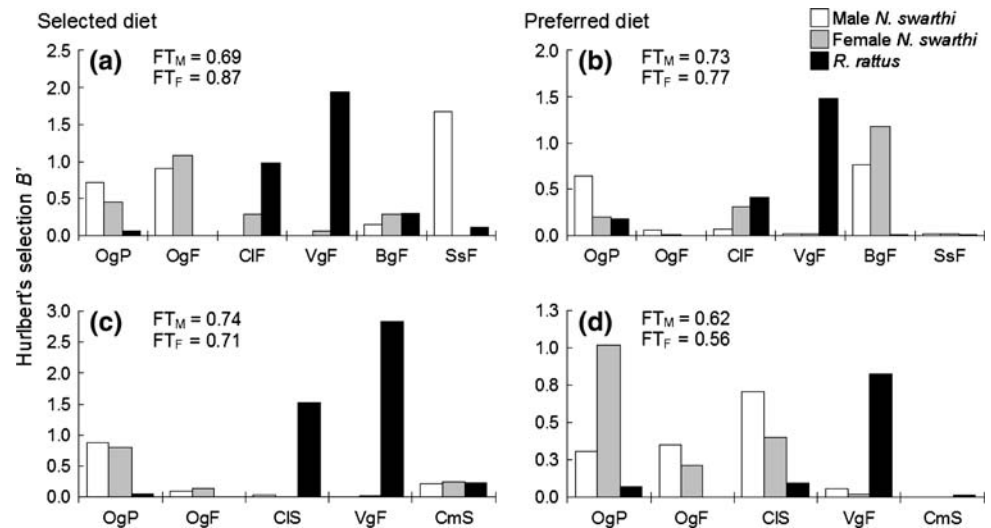 Selected diet
Preferred diet
Male N. swarthi
Female N. swarthi
R. rattus
Hurlbert's selection B'
(a)
FTM = 0.69
FTF = 0.87
2.5
2.0
1.5
1.0
0.5
0.0
OgP OgF ClF VgF BgF SsF
(b)
FTM = 0.73
FTF = 0.77
2.0
1.5
1.0
0.5
0.0
OgP OgF ClF VgF BgF SsF
(c)
FTM = 0.74
FTF = 0.71
3.0
2.5
2.0
1.5
1.0
0.5
0.0
OgP OgF ClS VgF CmS
(d)
FTM = 0.62
FTF = 0.56
1.3
1.0
0.8
0.5
0.3
0.0
OgP OgF ClS VgF CmS